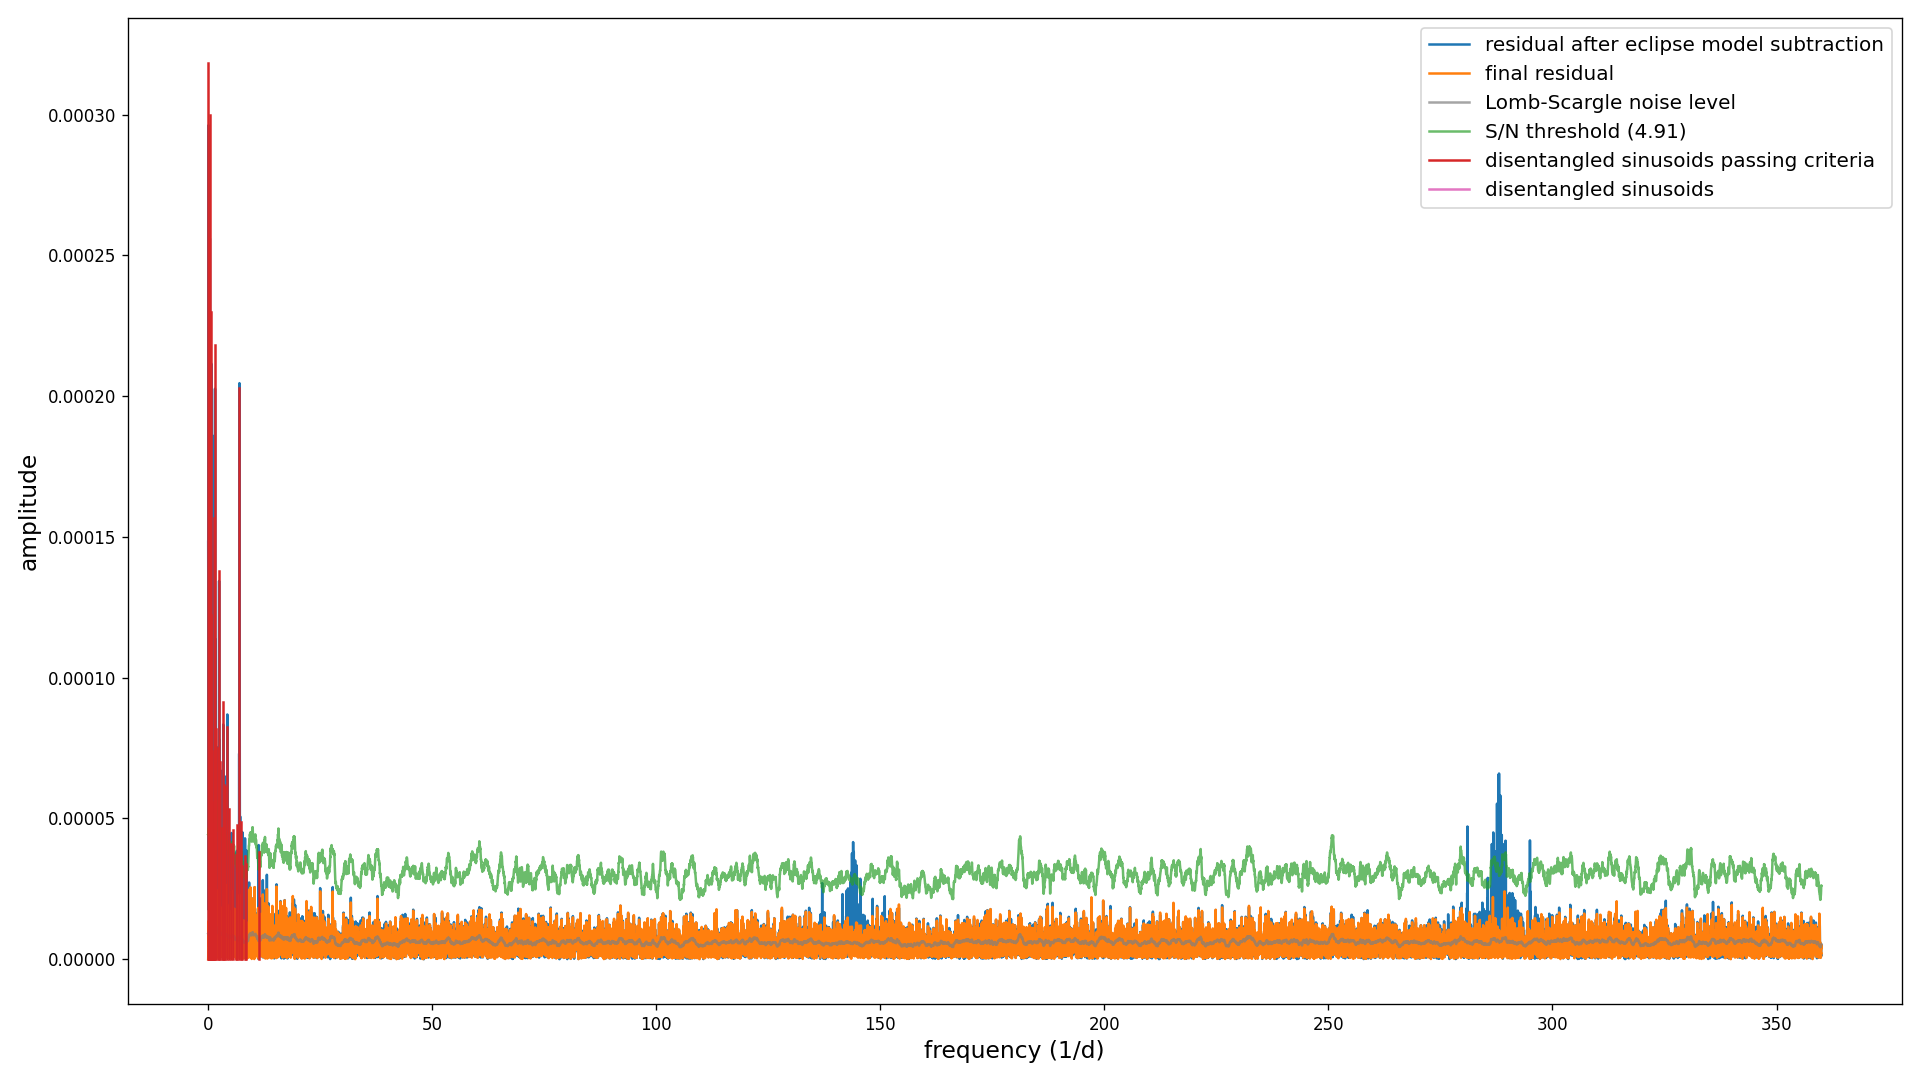 residual after eclipse model subtraction
final residual
Lomb-Scargle noise level
S/N threshold (4.91)
disentangled sinusoids passing criteria
disentangled sinusoids
amplitude
0.00030
0.00025
0.00020
0.00015
0.00010
0.00005
0.00000
0 50 100 150 200 250 300 350
frequency (1/d)